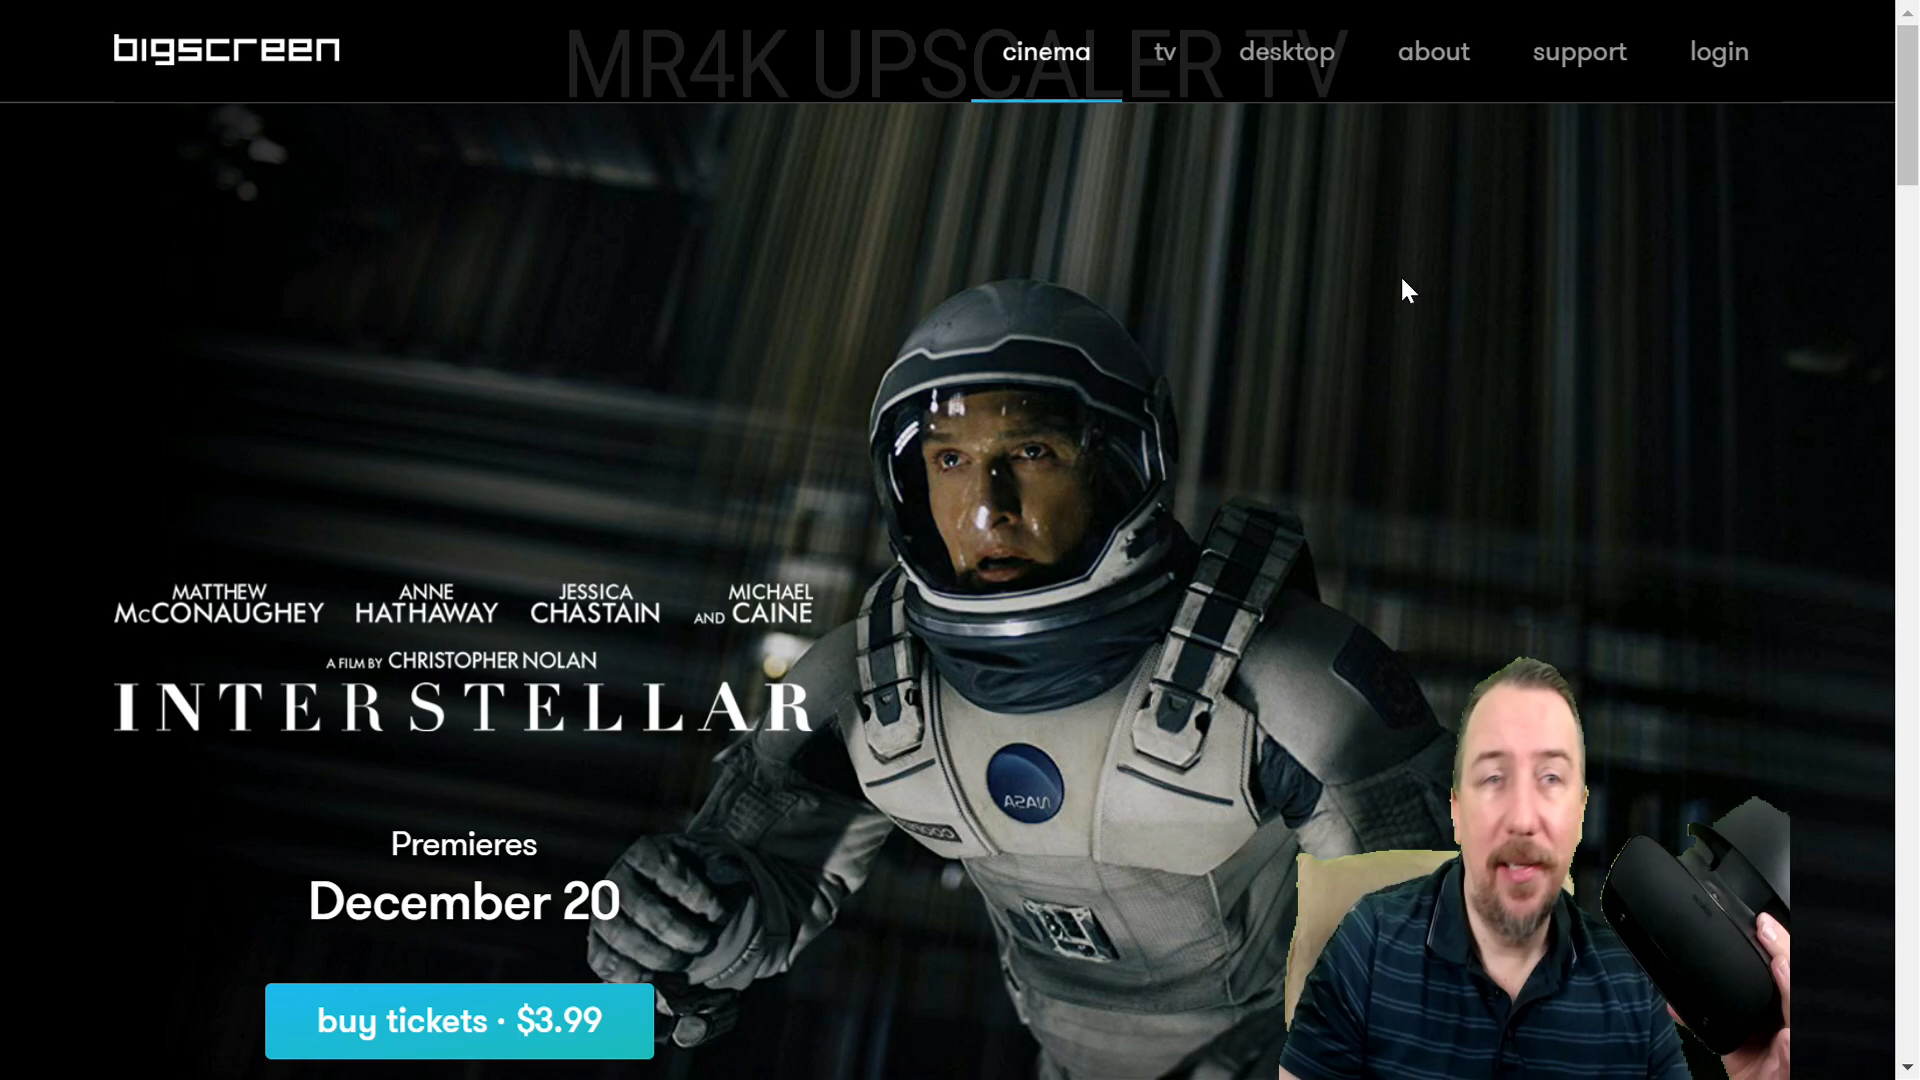 bigscreen
MR4K UPSCALER TV
cinema
tv
desktop
about
support
login
MATTHEW McCONAUGHEY
ANNE HATHAWAY
JESSICA CHASTAIN
AND MICHAEL CAINE
A FILM BY CHRISTOPHER NOLAN
INTERSTELLAR
NASA
COOPER
Premieres
December 20
buy tickets · $3.99